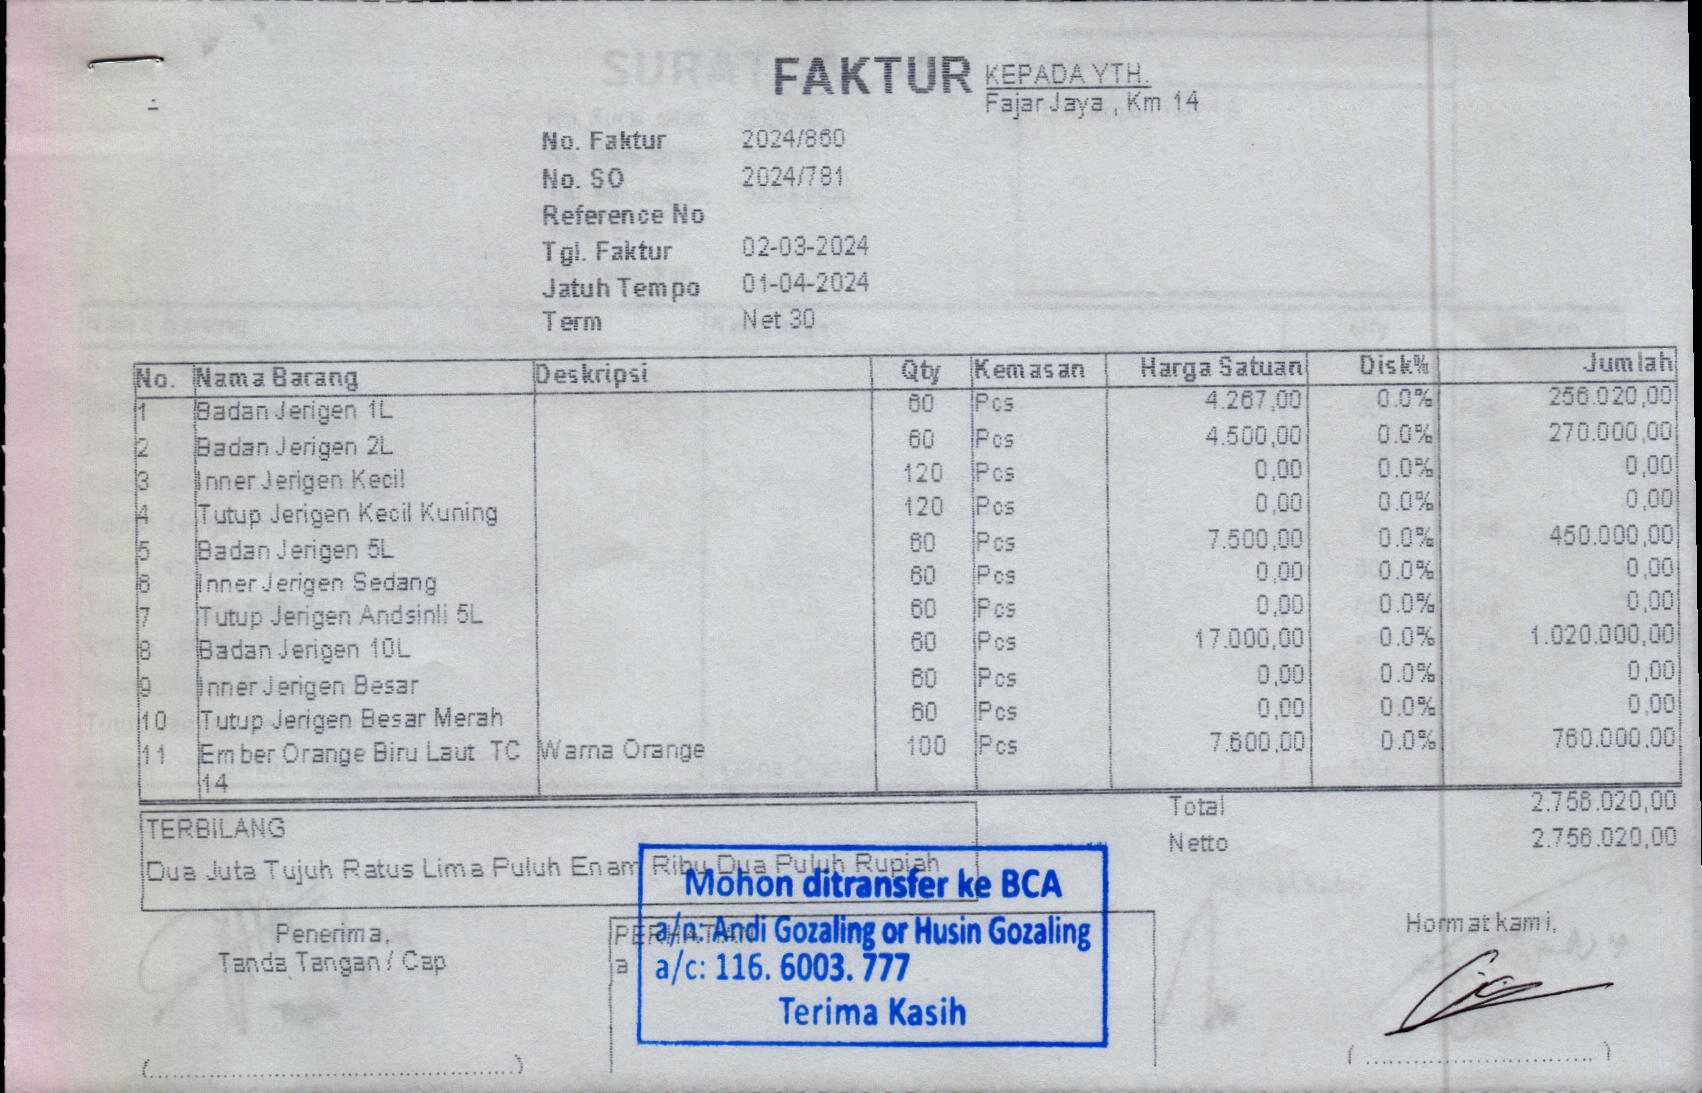 FAKTUR
KEPADA YTH.
Fajar Jaya , Km 14
No. Faktur 2024/860
No. SO 2024/781
Reference No
Tgl. Faktur 02-03-2024
Jatuh Tempo 01-04-2024
Term Net 30
No. Nama Barang Deskripsi Qty Kemasan Harga Satuan Disk% Jumlah
1 Badan Jerigen 1L 60 Pcs 4.267,00 0.0% 256.020,00
2 Badan Jerigen 2L 60 Pcs 4.500,00 0.0% 270.000,00
3 Inner Jerigen Kecil 120 Pcs 0,00 0.0% 0,00
4 Tutup Jerigen Kecil Kuning 120 Pcs 0,00 0.0% 0,00
5 Badan Jerigen 5L 60 Pcs 7.500,00 0.0% 450.000,00
6 Inner Jerigen Sedang 60 Pcs 0,00 0.0% 0,00
7 Tutup Jerigen Andsinli 5L 60 Pcs 0,00 0.0% 0,00
8 Badan Jerigen 10L 60 Pcs 17.000,00 0.0% 1.020.000,00
9 Inner Jerigen Besar 60 Pcs 0,00 0.0% 0,00
10 Tutup Jerigen Besar Merah 60 Pcs 0,00 0.0% 0,00
11 Ember Orange Biru Laut TC Warna Orange 100 Pcs 7.600,00 0.0% 760.000,00
14
Total 2.756.020,00
Netto 2.756.020,00
TERBILANG
Dua Juta Tujuh Ratus Lima Puluh Enam Ribu Dua Puluh Rupiah
Penerima,
Tanda Tangan / Cap
PERHATIAN
a
Mohon ditransfer ke BCA
a/n: Andi Gozaling or Husin Gozaling
a/c: 116. 6003. 777
Terima Kasih
Hormat kami,